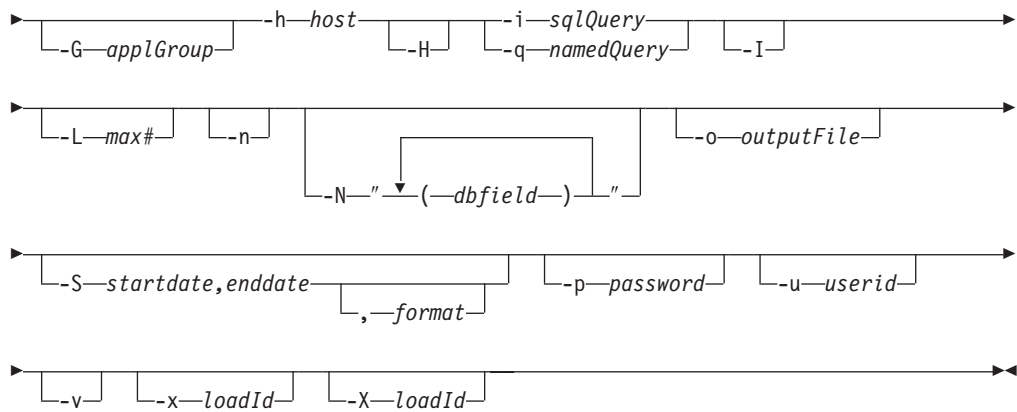 -h host -i sqlQuery
-G applGroup -H -q namedQuery -I
-L max# -n -o outputFile
-N " ( dbfield ) "
-S startdate,enddate -p password -u userid
, format
-v -x loadId -X loadId